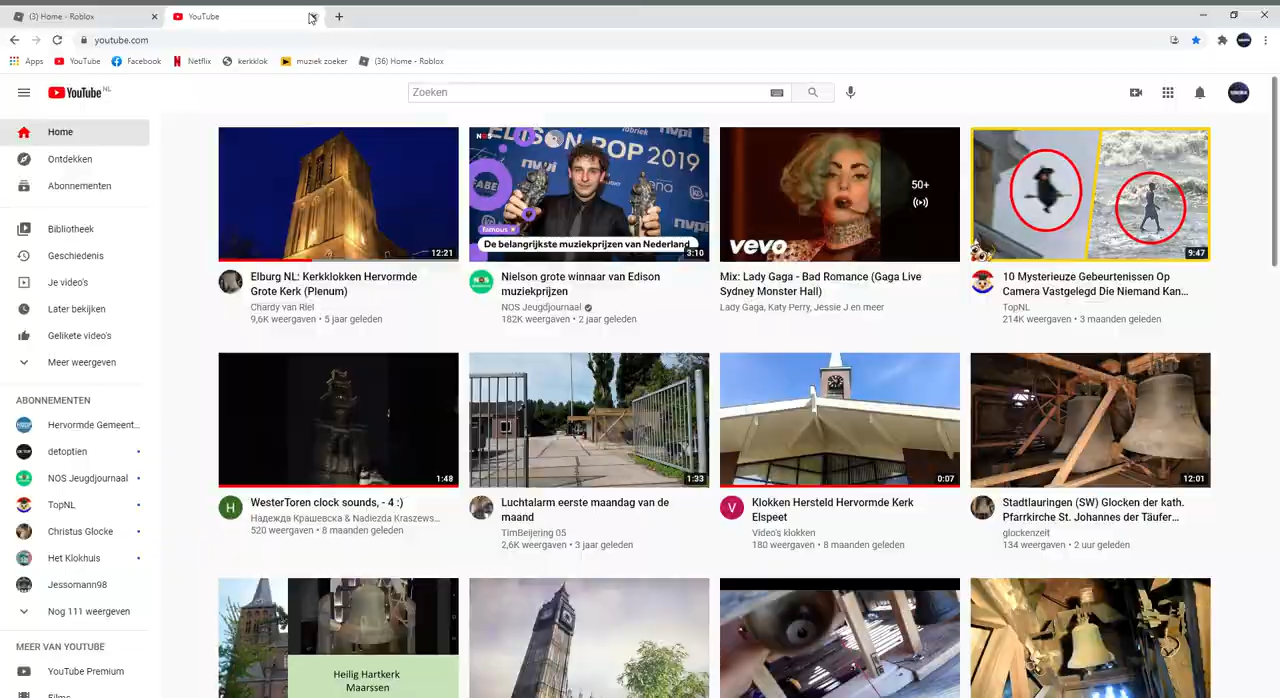 (3) Home - Roblox
YouTube
youtube.com
Apps
YouTube
Facebook
Netflix
kerkklok
muziek zoeker
(36) Home - Roblox
YouTube NL
Zoeken
Home
Ontdekken
Abonnementen
Bibliotheek
Geschiedenis
Je video's
Later bekijken
Gelikete video's
Meer weergeven
ABONNEMENTEN
Hervormde Gemeent...
detoptien
NOS Jeugdjournaal
TopNL
Christus Glocke
Het Klokhuis
Jessomann98
Nog 111 weergeven
MEER VAN YOUTUBE
YouTube Premium
Films
12:21
Elburg NL: Kerkklokken Hervormde
Grote Kerk (Plenum)
Chardy van Riel
9,6K weergaven • 5 jaar geleden
NOS
POP 2019
nvpi
famous
De belangrijkste muziekprijzen van Nederland
3:10
Nielson grote winnaar van Edison
muziekprijzen
NOS Jeugdjournaal
182K weergaven • 2 jaar geleden
50+
vevo
Mix: Lady Gaga - Bad Romance (Gaga Live
Sydney Monster Hall)
Lady Gaga, Katy Perry, Jessie J en meer
9:47
10 Mysterieuze Gebeurtenissen Op
Camera Vastgelegd Die Niemand Kan...
TopNL
214K weergaven • 3 maanden geleden
1:48
H
WesterToren clock sounds, - 4 :)
Надежда Крашевска & Nadiezda Kraszews...
520 weergaven • 8 maanden geleden
1:33
Luchtalarm eerste maandag van de
maand
TimBeijering 05
2,6K weergaven • 3 jaar geleden
0:07
V
Klokken Hersteld Hervormde Kerk
Elspeet
Video's klokken
180 weergaven • 8 maanden geleden
12:01
Stadtlauringen (SW) Glocken der kath.
Pfarrkirche St. Johannes der Täufer...
glockenzeit
134 weergaven • 2 uur geleden
Heilig Hartkerk
Maarssen